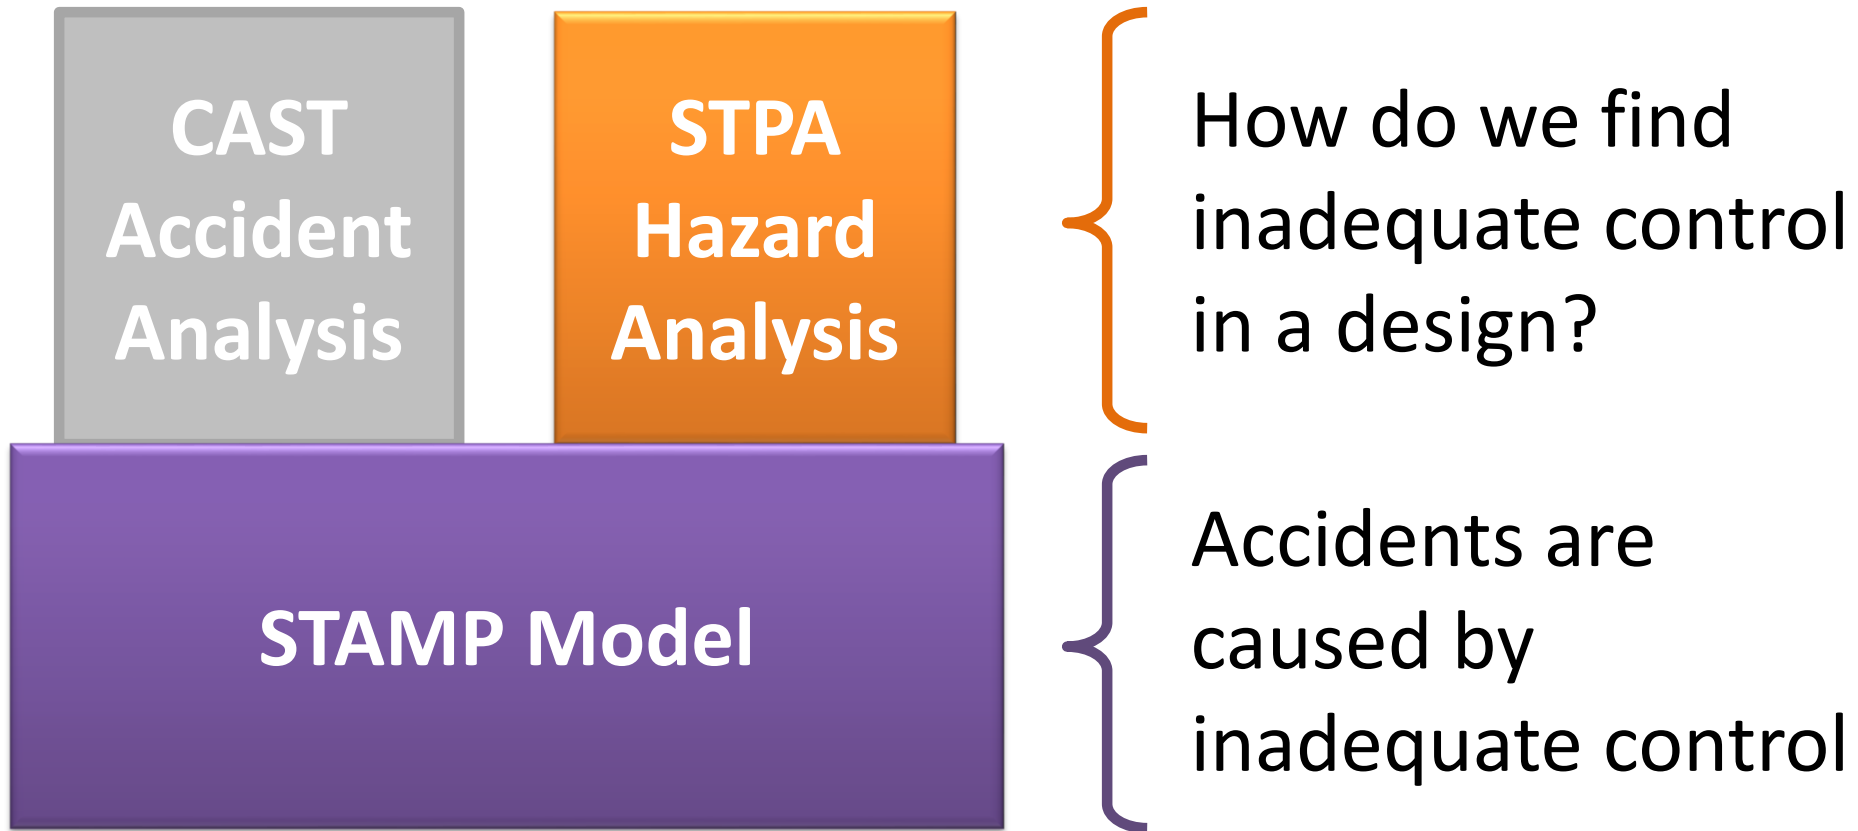 CAST
Accident
Analysis
STPA
Hazard
Analysis
How do we find
inadequate control
in a design?
STAMP Model
Accidents are
caused by
inadequate control